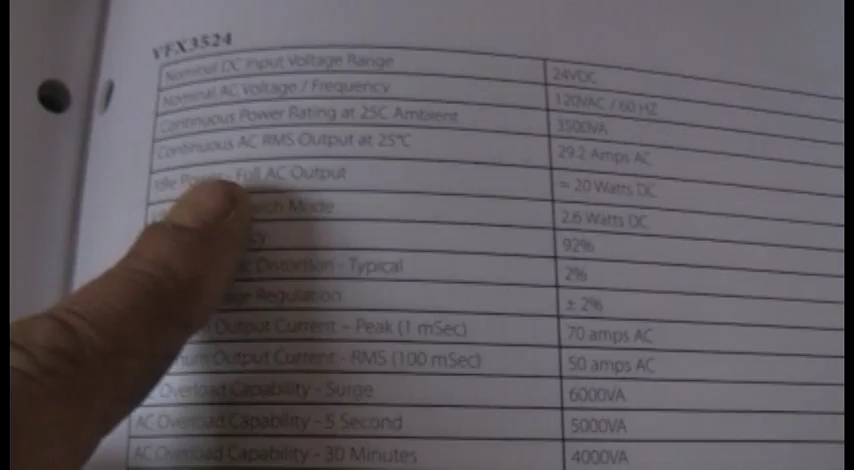 VFX3524
Nominal DC Input Voltage Range 24VDC
Nominal AC Voltage / Frequency 120VAC / 60 HZ
Continuous Power Rating at 25C Ambient 3500VA
Continuous AC RMS Output at 25°C 29.2 Amps AC
Idle Power - Full AC Output ≈ 20 Watts DC
Mode 2.6 Watts DC
92%
Distortion - Typical 2%
Regulation ± 2%
Output Current – Peak (1 mSec) 70 amps AC
Output Current - RMS (100 mSec) 50 amps AC
Overload Capability - Surge 6000VA
AC Overload Capability - 5 Second 5000VA
AC Overload Capability - 30 Minutes 4000VA